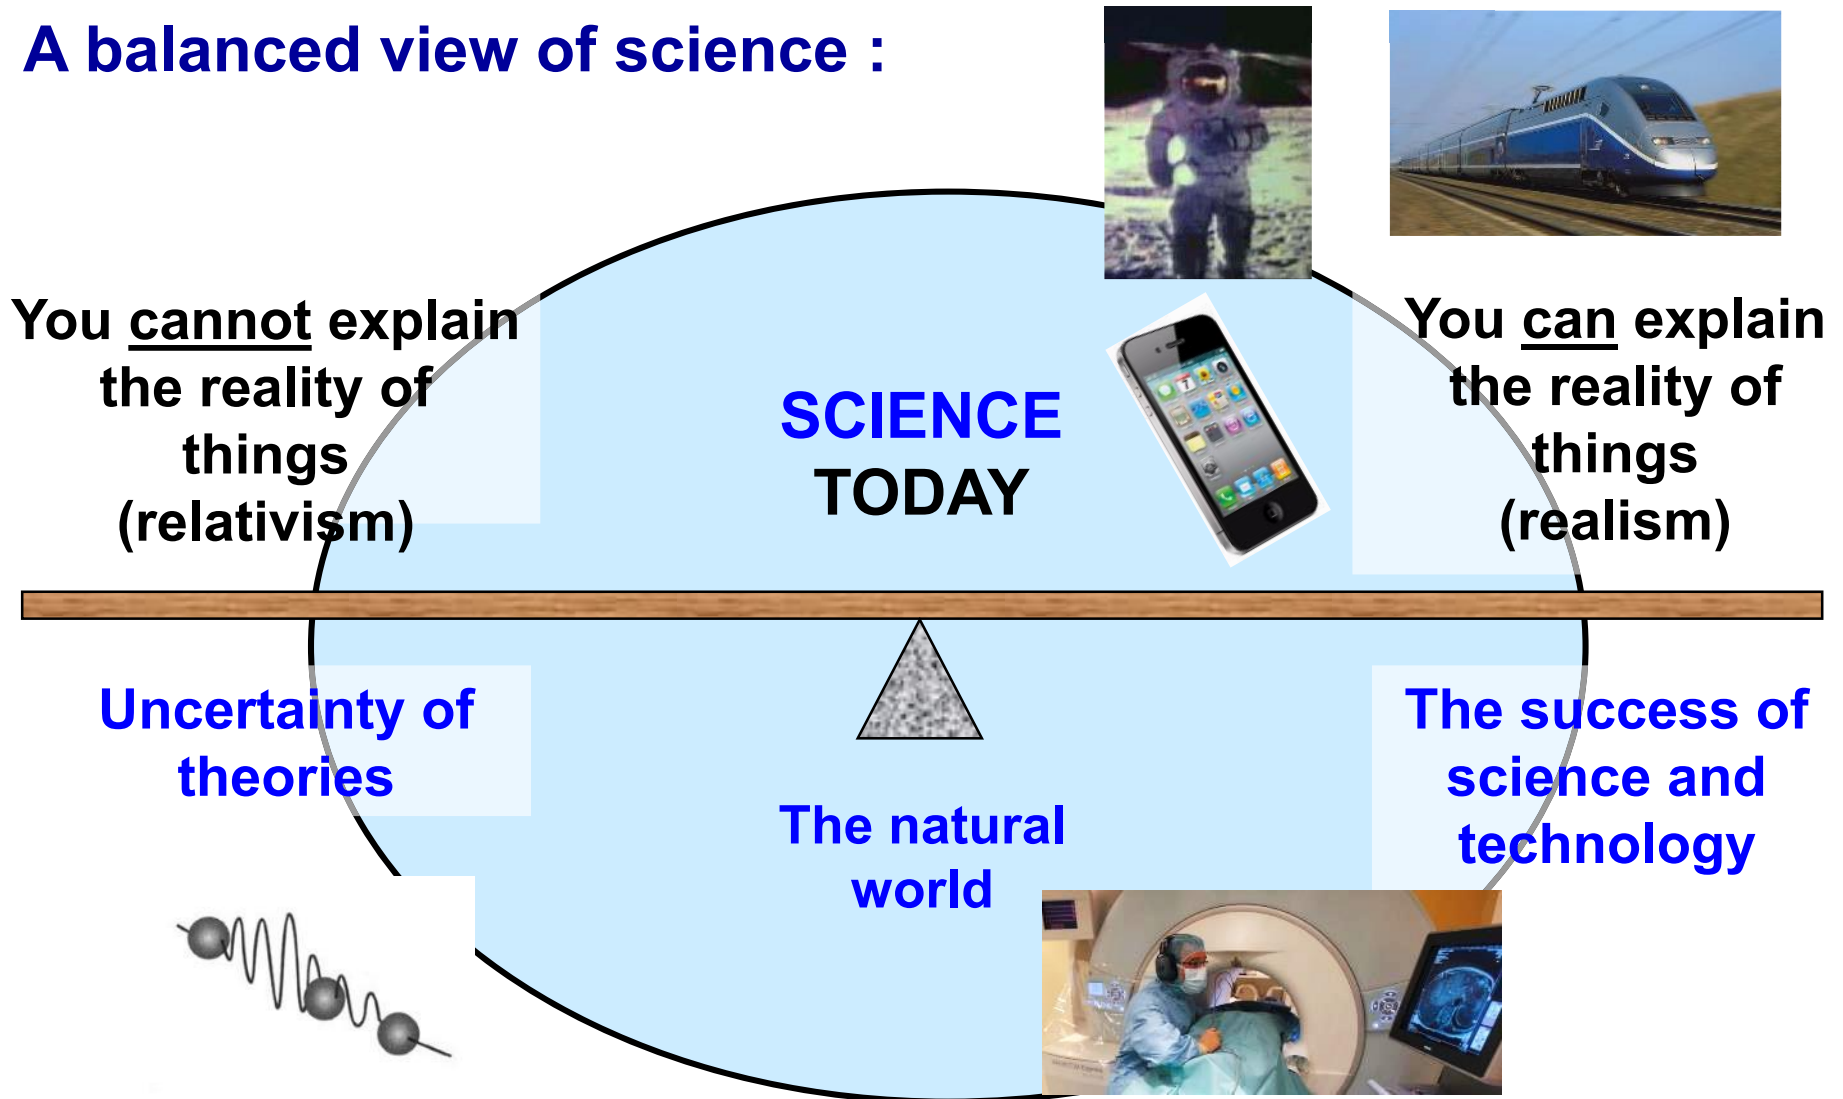 A balanced view of science :
You cannot explain
the reality of
things
(relativism)
SCIENCE
TODAY
You can explain
the reality of
things
(realism)
Uncertainty of
theories
The natural
world
The success of
science and
technology